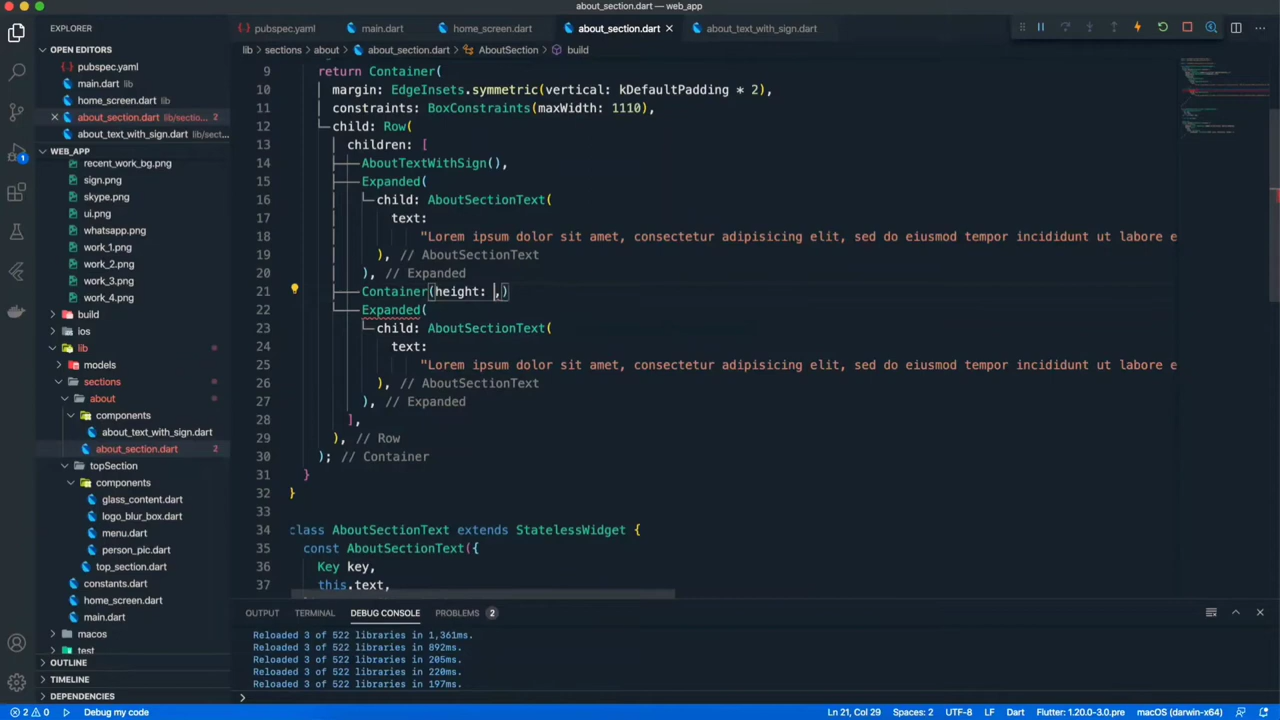 about_section.dart — web_app
EXPLORER
OPEN EDITORS
pubspec.yaml
main.dart lib
home_screen.dart lib
about_section.dart lib/sectio... 2
about_text_with_sign.dart lib/sect...
WEB_APP
recent_work_bg.png
sign.png
skype.png
ui.png
whatsapp.png
work_1.png
work_2.png
work_3.png
work_4.png
build
ios
lib
models
sections
about
components
about_text_with_sign.dart
about_section.dart 2
topSection
components
glass_content.dart
logo_blur_box.dart
menu.dart
person_pic.dart
top_section.dart
constants.dart
home_screen.dart
main.dart
macos
test
OUTLINE
TIMELINE
DEPENDENCIES
1
pubspec.yaml main.dart home_screen.dart about_section.dart about_text_with_sign.dart
lib > sections > about > about_section.dart > AboutSection > build
9 return Container(
10 margin: EdgeInsets.symmetric(vertical: kDefaultPadding * 2),
11 constraints: BoxConstraints(maxWidth: 1110),
12 child: Row(
13 children: [
14 AboutTextWithSign(),
15 Expanded(
16 child: AboutSectionText(
17 text:
18 "Lorem ipsum dolor sit amet, consectetur adipisicing elit, sed do eiusmod tempor incididunt ut labore e
19 ), // AboutSectionText
20 ), // Expanded
21 Container(height: ,)
22 Expanded(
23 child: AboutSectionText(
24 text:
25 "Lorem ipsum dolor sit amet, consectetur adipisicing elit, sed do eiusmod tempor incididunt ut labore e
26 ), // AboutSectionText
27 ), // Expanded
28 ],
29 ), // Row
30 ); // Container
31 }
32 }
33
34 class AboutSectionText extends StatelessWidget {
35 const AboutSectionText({
36 Key key,
37 this.text,
OUTPUT TERMINAL DEBUG CONSOLE PROBLEMS 2
Reloaded 3 of 522 libraries in 1,361ms.
Reloaded 3 of 522 libraries in 892ms.
Reloaded 3 of 522 libraries in 205ms.
Reloaded 3 of 522 libraries in 220ms.
Reloaded 3 of 522 libraries in 197ms.
>
2 0 Debug my code Ln 21, Col 29 Spaces: 2 UTF-8 LF Dart Flutter: 1.20.0-3.0.pre macOS (darwin-x64)